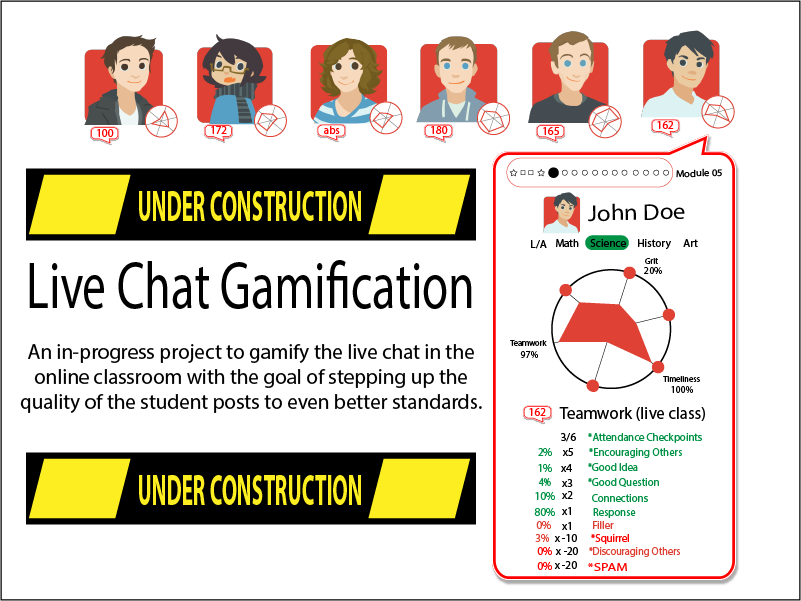 100
172
abs
180
165
162
Module 05
John Doe
L/A Math Science History Art
Grit
20%
Teamwork
97%
Timeliness
100%
162 Teamwork (live class)
3/6 *Attendance Checkpoints
2% x5 *Encouraging Others
1% x4 *Good Idea
4% x3 *Good Question
10% x2 Connections
80% x1 Response
0% x1 Filler
3% x -10 *Squirrel
0% x -20 *Discouraging Others
0% x -20 *SPAM
UNDER CONSTRUCTION
Live Chat Gamification
An in-progress project to gamify the live chat in the
online classroom with the goal of stepping up the
quality of the student posts to even better standards.
UNDER CONSTRUCTION